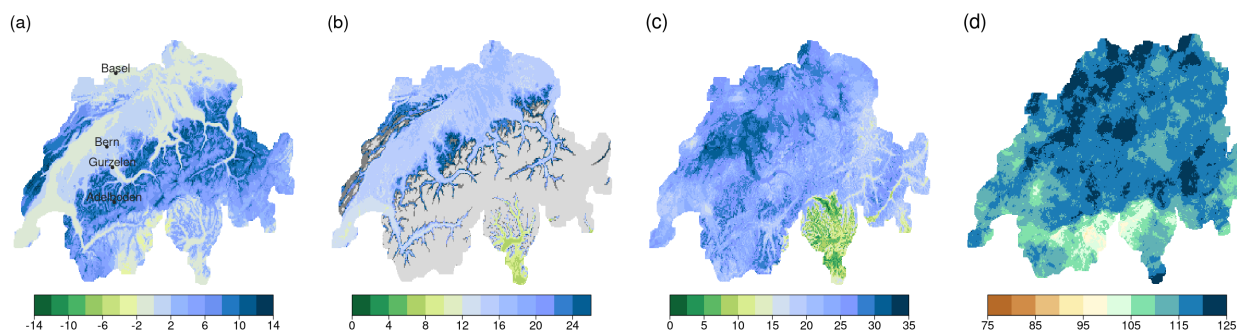 (a) (b) (c) (d)
Basel
Bern
Gurzelen
Adelboden
-14 -10 -6 -2 2 6 10 14
0 4 8 12 16 20 24
0 5 10 15 20 25 30 35
75 85 95 105 115 125